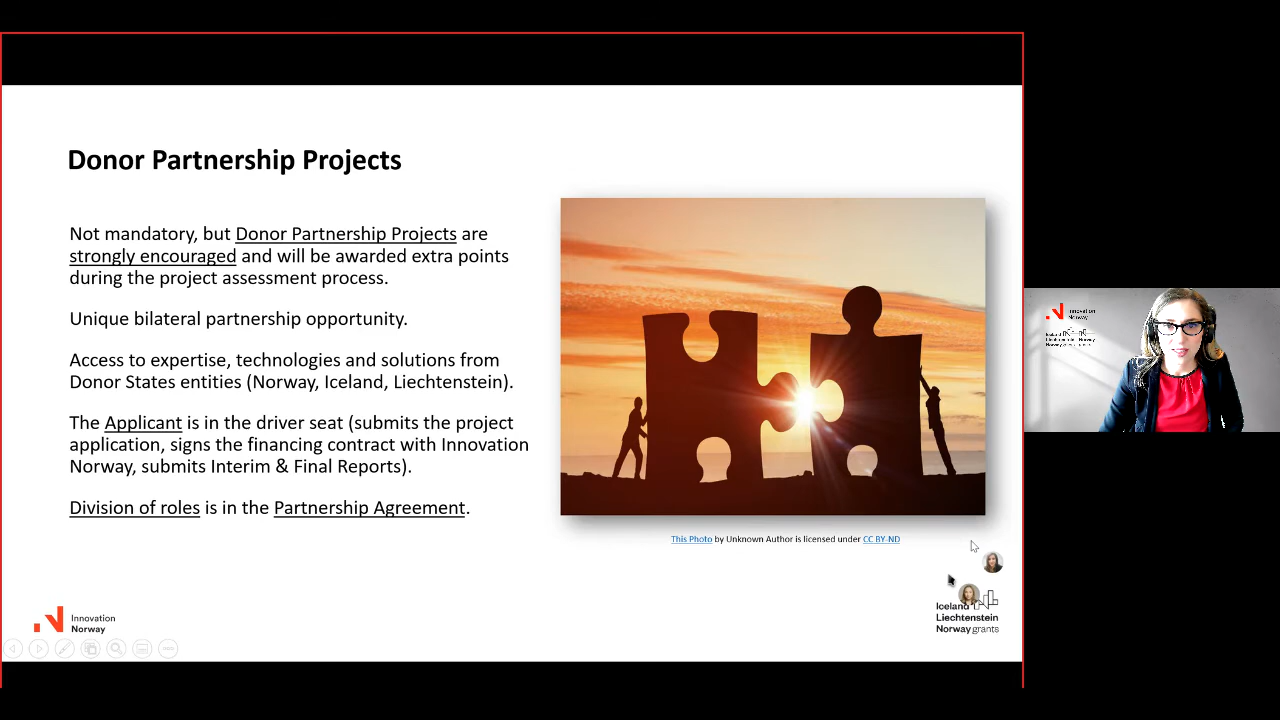 Donor Partnership Projects
Not mandatory, but Donor Partnership Projects are
strongly encouraged and will be awarded extra points
during the project assessment process.
Unique bilateral partnership opportunity.
Access to expertise, technologies and solutions from
Donor States entities (Norway, Iceland, Liechtenstein).
The Applicant is in the driver seat (submits the project
application, signs the financing contract with Innovation
Norway, submits Interim & Final Reports).
Division of roles is in the Partnership Agreement.
This Photo by Unknown Author is licensed under CC BY-ND
Innovation
Norway
Iceland
Liechtenstein
Norway grants
Innovation
Norway
Iceland
Liechtenstein